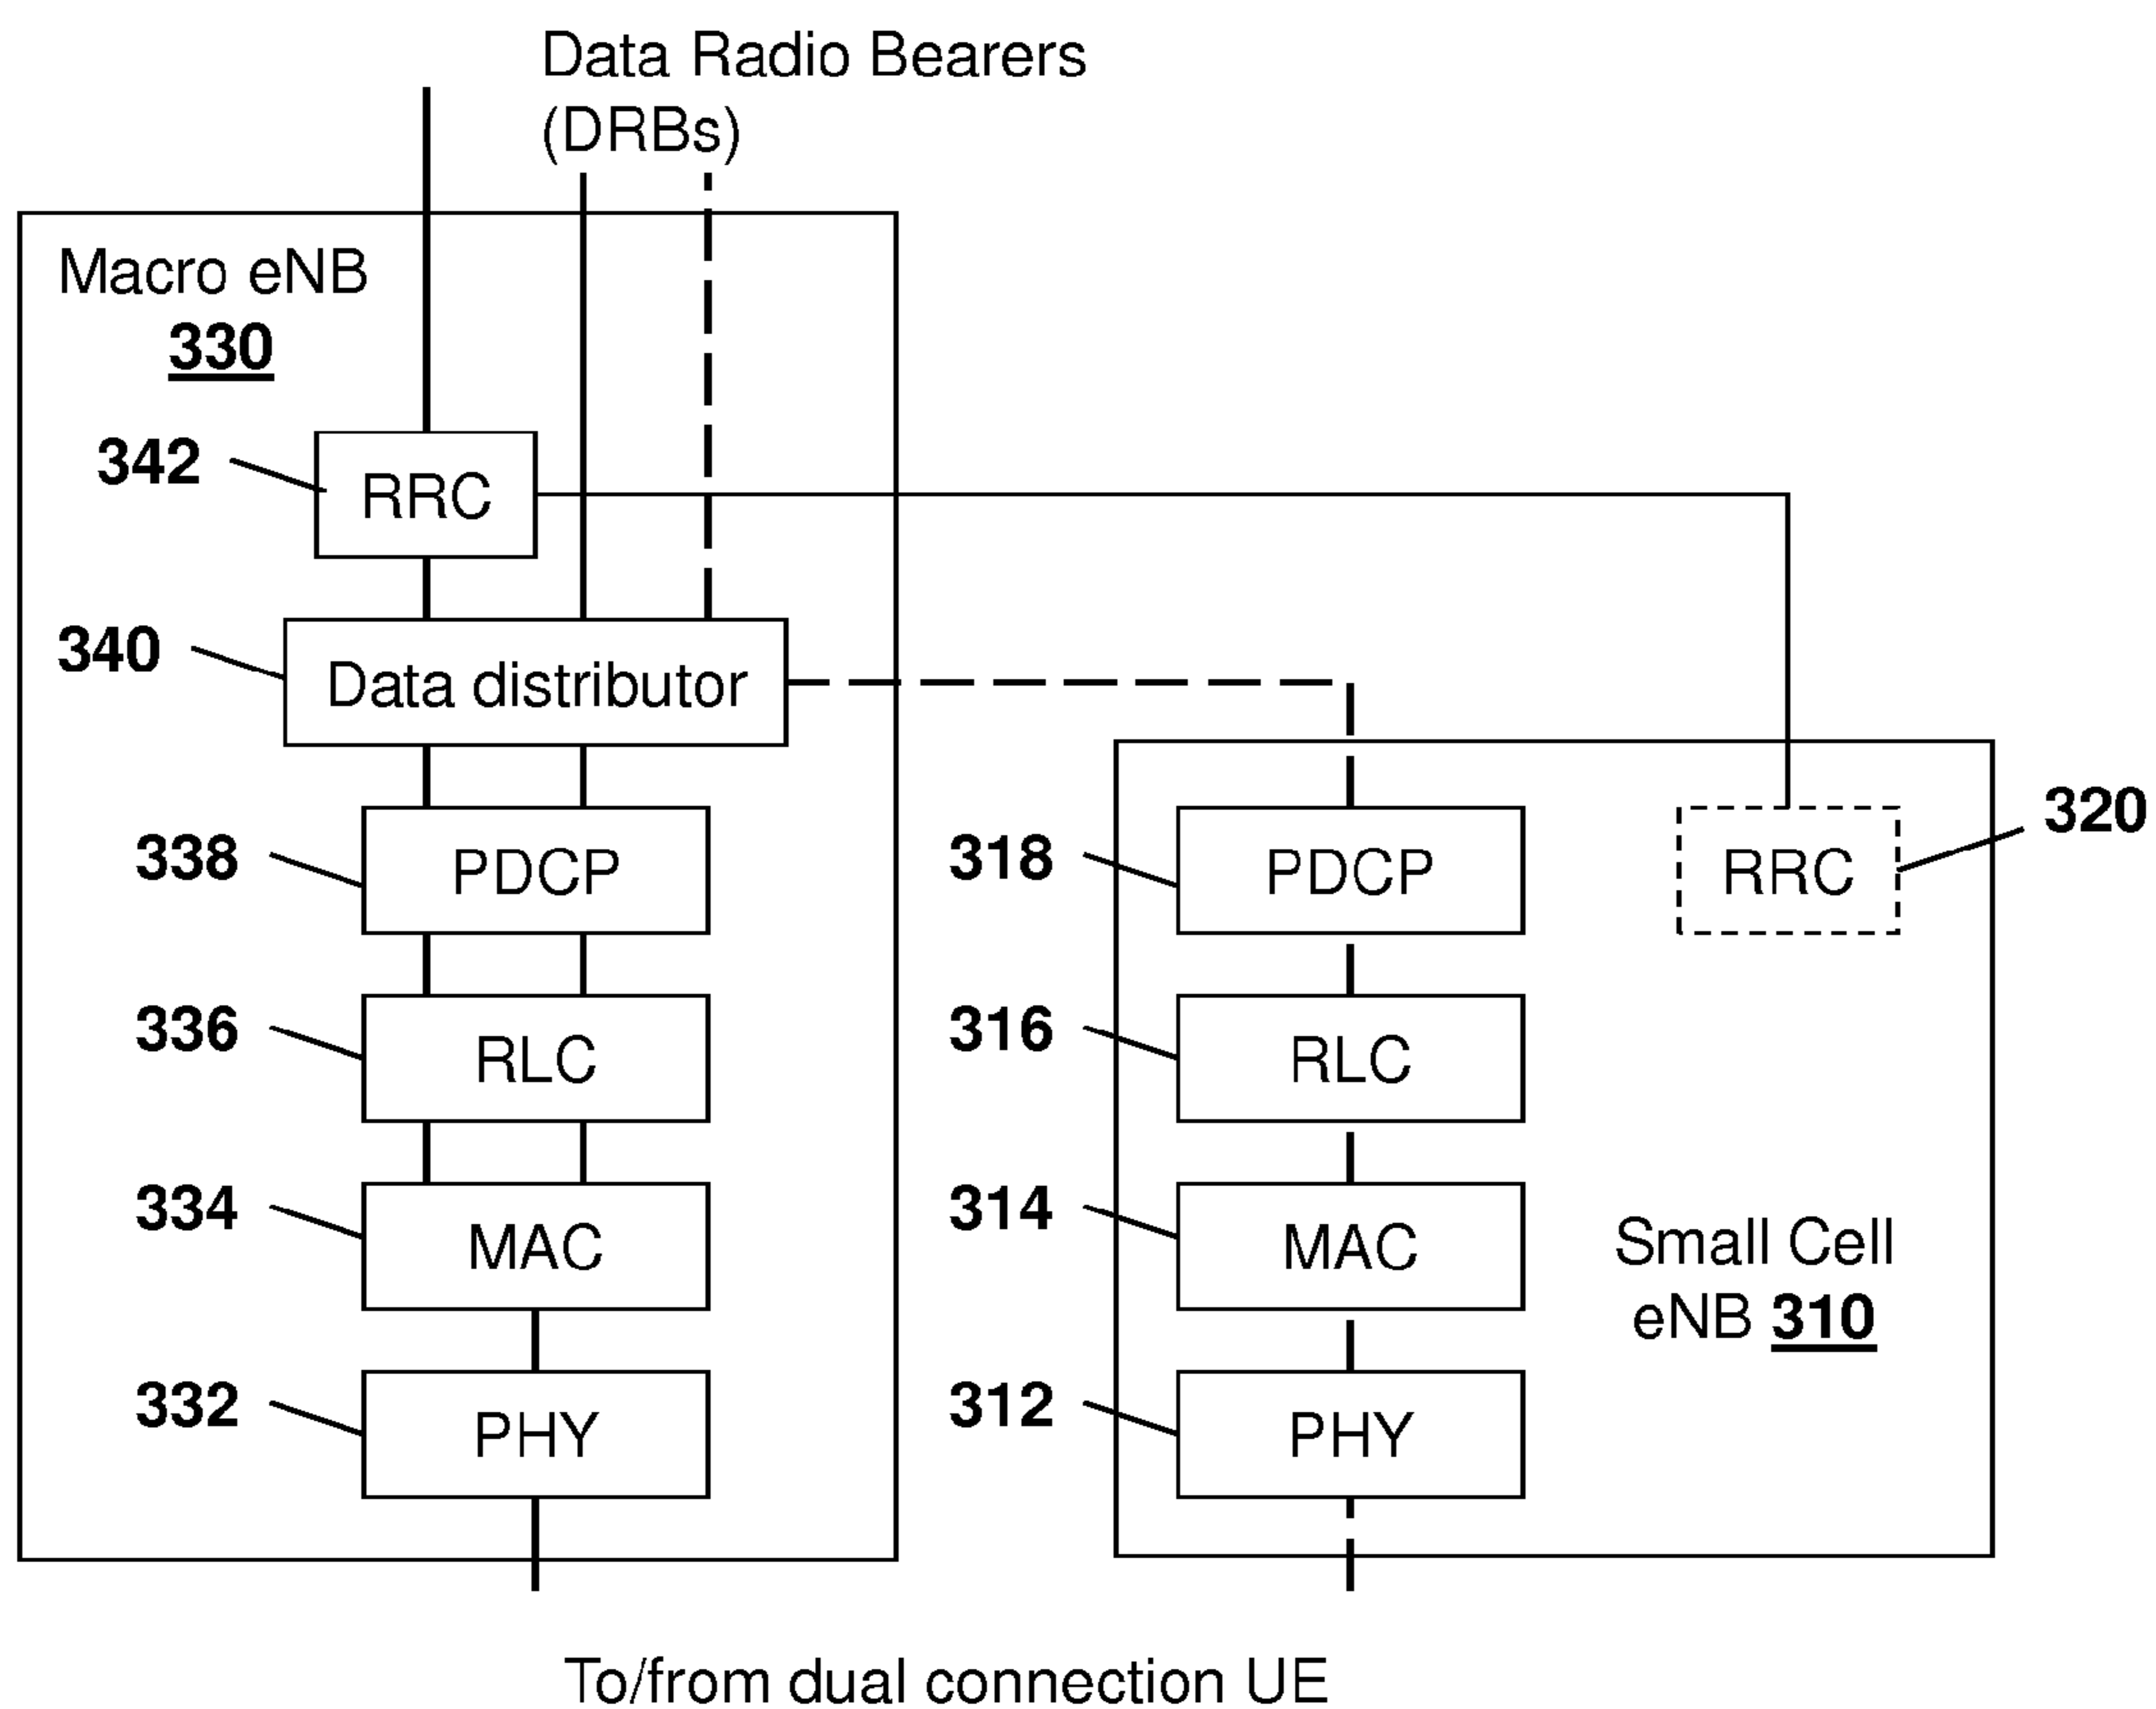 Data Radio Bearers
(DRBs)
Macro eNB
330
342
RRC
340
Data distributor
338
PDCP
318
PDCP
RRC
320
336
RLC
316
RLC
334
MAC
314
MAC
Small Cell
eNB 310
332
PHY
312
PHY
To/from dual connection UE